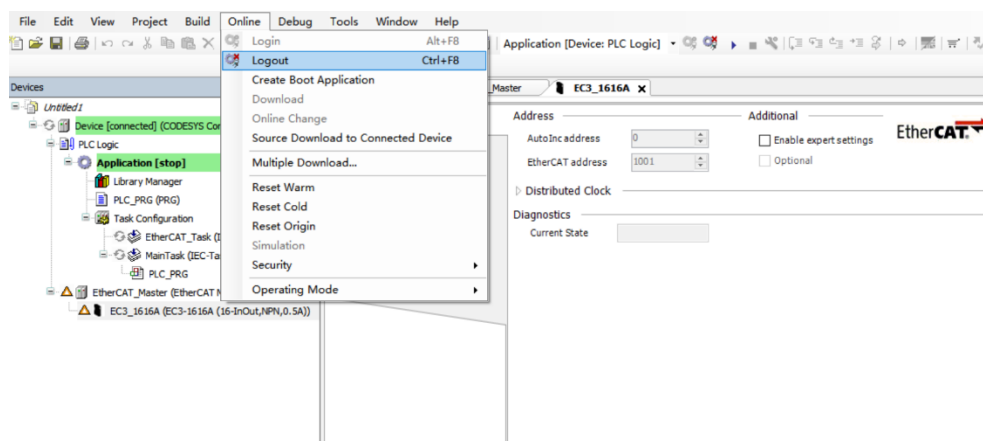 File Edit View Project Build Online Debug Tools Window Help
Login Alt+F8
Application [Device: PLC Logic]
Logout Ctrl+F8
Create Boot Application
Download
Online Change
Source Download to Connected Device
Multiple Download...
Reset Warm
Reset Cold
Reset Origin
Simulation
Security
Operating Mode
Devices
Untitled1
Device [connected] (CODESYS Cor
PLC Logic
Application [stop]
Library Manager
PLC_PRG (PRG)
Task Configuration
EtherCAT_Task (I
MainTask (IEC-Ta
PLC_PRG
EtherCAT_Master (EtherCAT M
EC3_1616A (EC3-1616A (16-InOut,NPN,0.5A))
_Master
EC3_1616A
Address
AutoInc address 0
EtherCAT address 1001
Additional
Enable expert settings
Optional
EtherCAT
Distributed Clock
Diagnostics
Current State